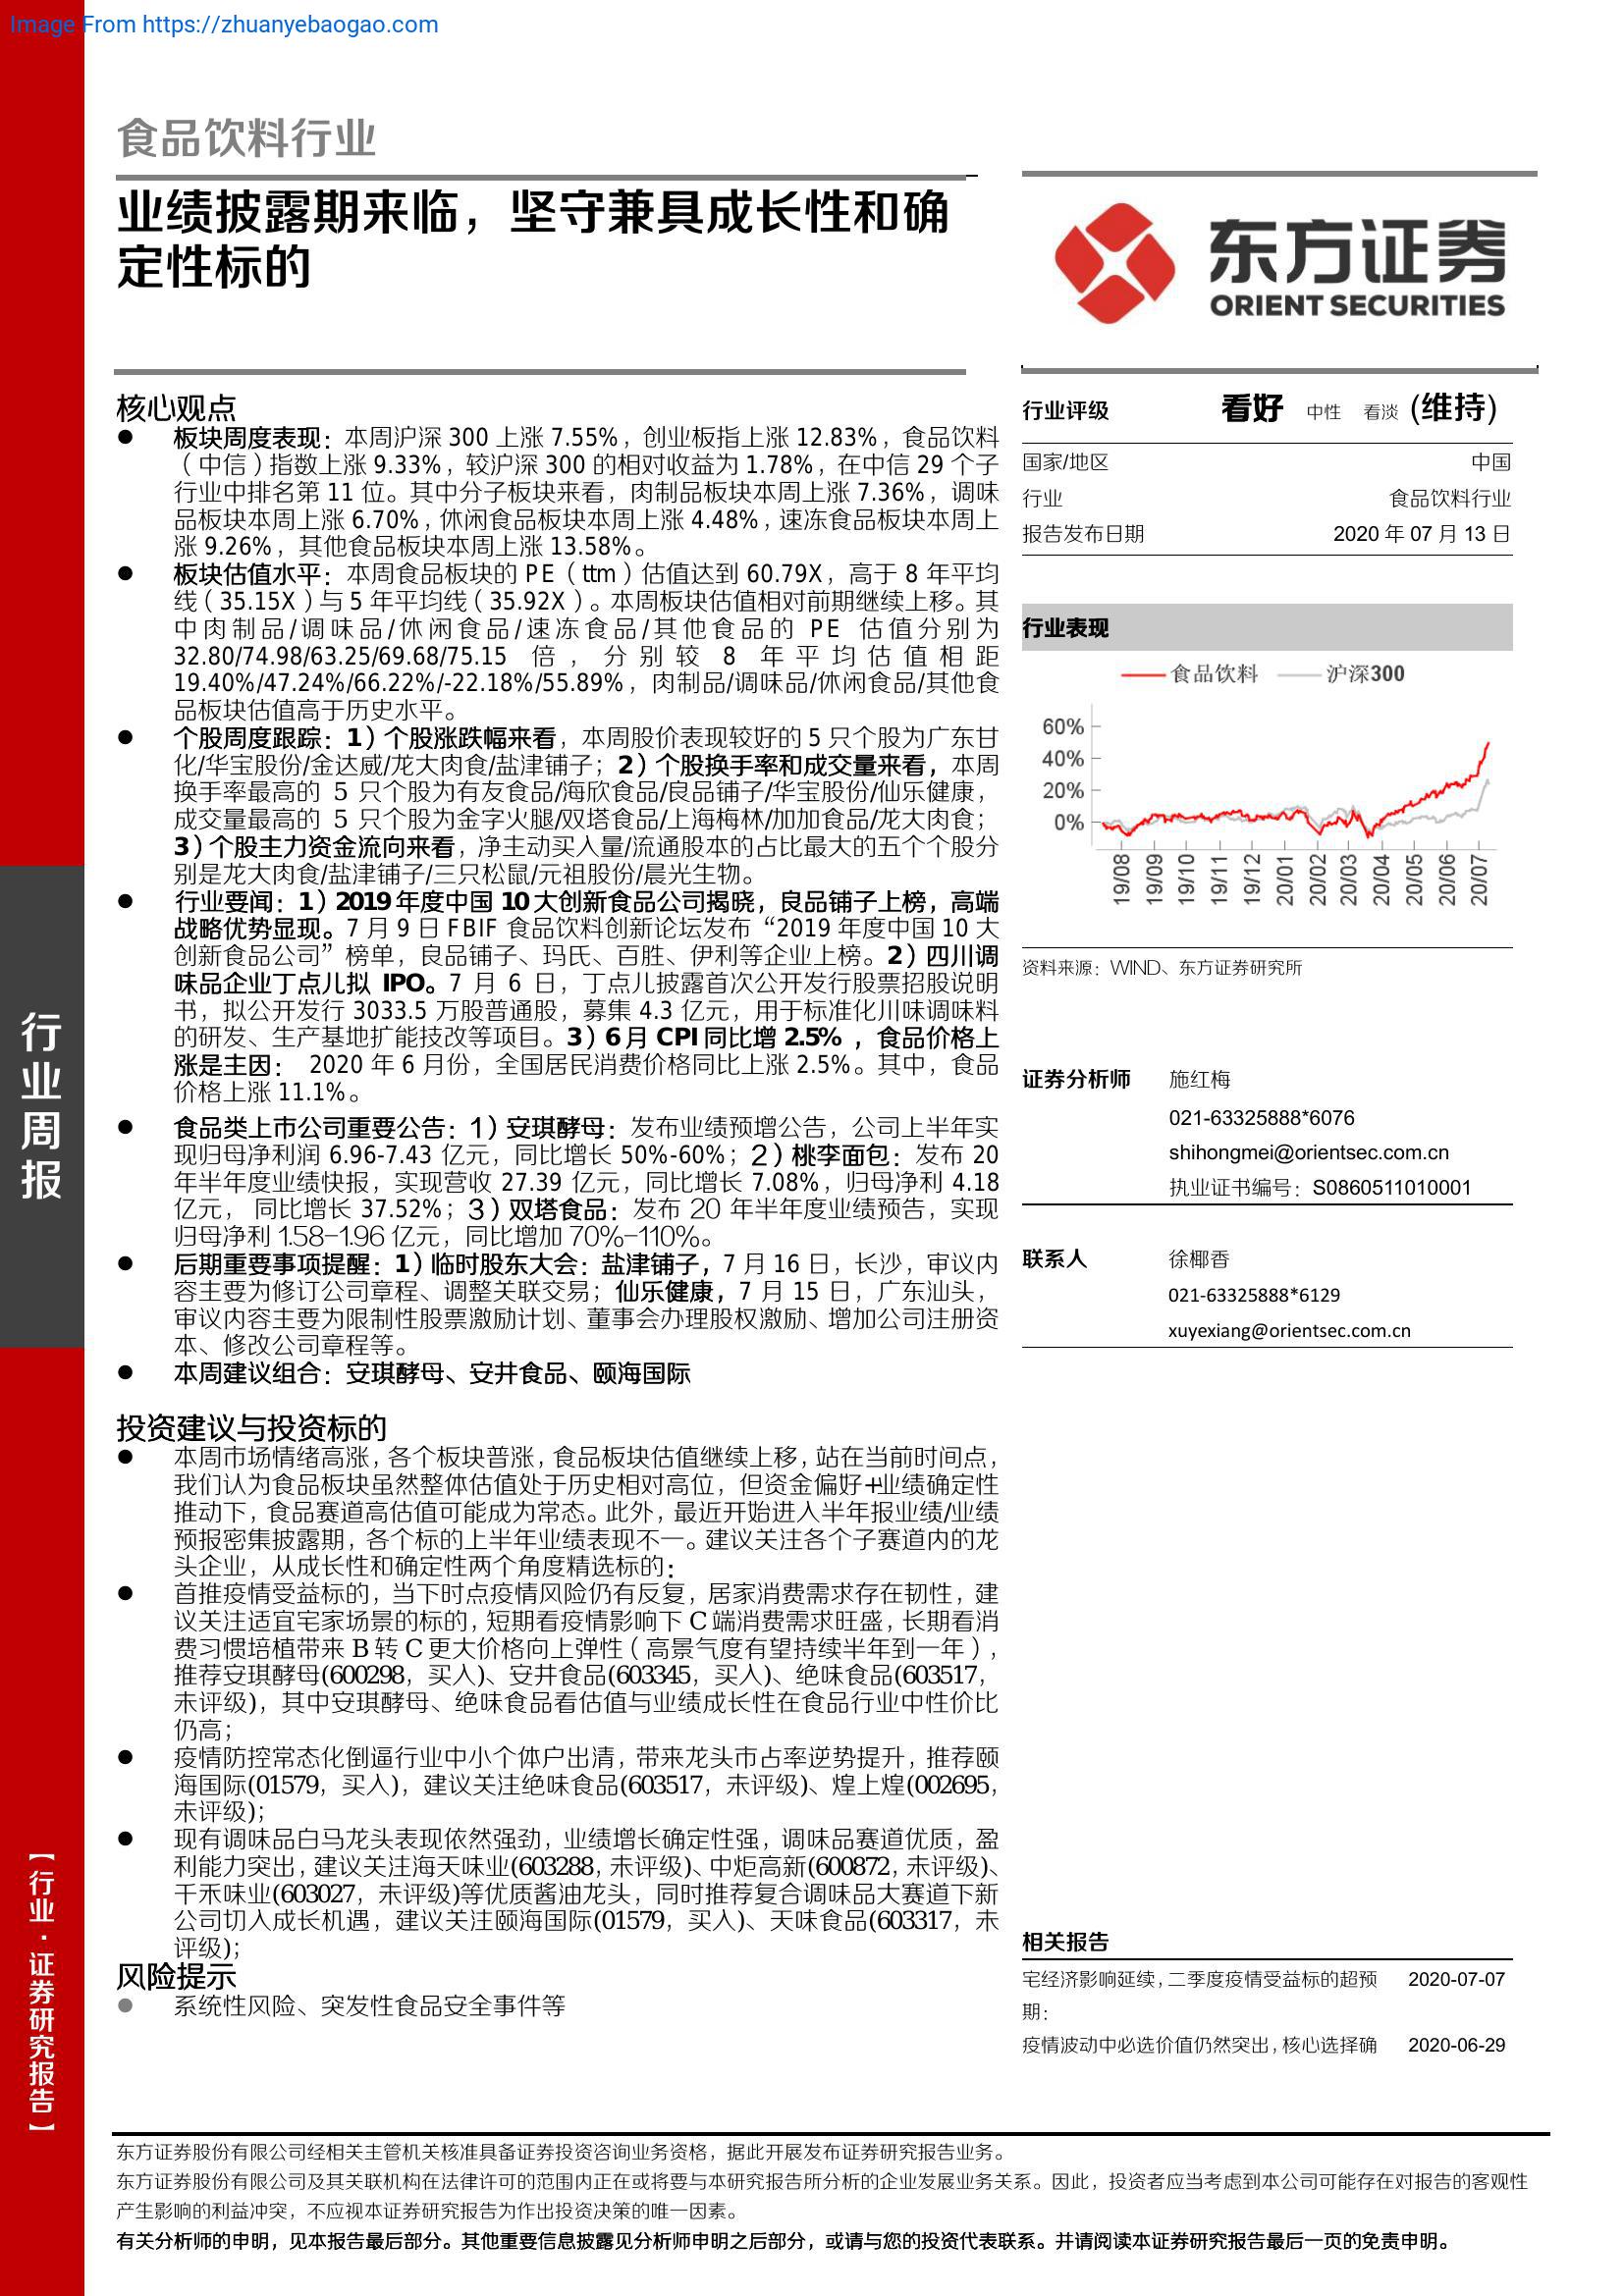 Image From https://zhuanyebaogao.com
食品饮料行业
业绩披露期来临，坚守兼具成长性和确
定性标的
东方证券
ORIENT SECURITIES
核心观点
● 板块周度表现：本周沪深 300 上涨 7.55%，创业板指上涨 12.83%，食品饮料
（中信）指数上涨 9.33%，较沪深 300 的相对收益为 1.78%，在中信 29 个子
行业中排名第 11 位。其中分子板块来看，肉制品板块本周上涨 7.36%，调味
品板块本周上涨 6.70%，休闲食品板块本周上涨 4.48%，速冻食品板块本周上
涨 9.26%，其他食品板块本周上涨 13.58%。
● 板块估值水平：本周食品板块的 PE（ttm）估值达到 60.79X，高于 8 年平均
线（35.15X）与 5 年平均线（35.92X）。本周板块估值相对前期继续上移。其
中肉制品/调味品/休闲食品/速冻食品/其他食品的 PE 估值分别为
32.80/74.98/63.25/69.68/75.15 倍，分别较 8 年平均估值相距
19.40%/47.24%/66.22%/-22.18%/55.89%，肉制品/调味品/休闲食品/其他食
品板块估值高于历史水平。
● 个股周度跟踪：1）个股涨跌幅来看，本周股价表现较好的 5 只个股为广东甘
化/华宝股份/金达威/龙大肉食/盐津铺子；2）个股换手率和成交量来看，本周
换手率最高的 5 只个股为有友食品/海欣食品/良品铺子/华宝股份/仙乐健康，
成交量最高的 5 只个股为金字火腿/双塔食品/上海梅林/加加食品/龙大肉食；
3）个股主力资金流向来看，净主动买入量/流通股本的占比最大的五个个股分
别是龙大肉食/盐津铺子/三只松鼠/元祖股份/晨光生物。
● 行业要闻：1）2019 年度中国 10 大创新食品公司揭晓，良品铺子上榜，高端
战略优势显现。7 月 9 日 FBIF 食品饮料创新论坛发布“2019 年度中国 10 大
创新食品公司”榜单，良品铺子、玛氏、百胜、伊利等企业上榜。2）四川调
味品企业丁点儿拟 IPO。7 月 6 日，丁点儿披露首次公开发行股票招股说明
书，拟公开发行 3033.5 万股普通股，募集 4.3 亿元，用于标准化川味调味料
的研发、生产基地扩能技改等项目。3）6 月 CPI 同比增 2.5%，食品价格上
涨是主因： 2020 年 6 月份，全国居民消费价格同比上涨 2.5%。其中，食品
价格上涨 11.1%。
● 食品类上市公司重要公告：1）安琪酵母：发布业绩预增公告，公司上半年实
现归母净利润 6.96-7.43 亿元，同比增长 50%-60%；2）桃李面包：发布 20
年半年度业绩快报，实现营收 27.39 亿元，同比增长 7.08%，归母净利 4.18
亿元， 同比增长 37.52%；3）双塔食品：发布 20 年半年度业绩预告，实现
归母净利 1.58-1.96 亿元，同比增加 70%-110%。
● 后期重要事项提醒：1）临时股东大会：盐津铺子，7 月 16 日，长沙，审议内
容主要为修订公司章程、调整关联交易；仙乐健康，7 月 15 日，广东汕头，
审议内容主要为限制性股票激励计划、董事会办理股权激励、增加公司注册资
本、修改公司章程等。
● 本周建议组合：安琪酵母、安井食品、颐海国际
投资建议与投资标的
● 本周市场情绪高涨，各个板块普涨，食品板块估值继续上移，站在当前时间点，
我们认为食品板块虽然整体估值处于历史相对高位，但资金偏好+业绩确定性
推动下，食品赛道高估值可能成为常态。此外，最近开始进入半年报业绩/业绩
预报密集披露期，各个标的上半年业绩表现不一。建议关注各个子赛道内的龙
头企业，从成长性和确定性两个角度精选标的：
● 首推疫情受益标的，当下时点疫情风险仍有反复，居家消费需求存在韧性，建
议关注适宜宅家场景的标的，短期看疫情影响下 C 端消费需求旺盛，长期看消
费习惯培植带来 B 转 C 更大价格向上弹性（高景气度有望持续半年到一年），
推荐安琪酵母(600298，买入)、安井食品(603345，买入)、绝味食品(603517，
未评级)，其中安琪酵母、绝味食品看估值与业绩成长性在食品行业中性价比
仍高；
● 疫情防控常态化倒逼行业中小个体户出清，带来龙头市占率逆势提升，推荐颐
海国际(01579，买入)，建议关注绝味食品(603517，未评级)、煌上煌(002695，
未评级)；
● 现有调味品白马龙头表现依然强劲，业绩增长确定性强，调味品赛道优质，盈
利能力突出，建议关注海天味业(603288，未评级)、中炬高新(600872，未评级)、
千禾味业(603027，未评级)等优质酱油龙头，同时推荐复合调味品大赛道下新
公司切入成长机遇，建议关注颐海国际(01579，买入)、天味食品(603317，未
评级)；
风险提示
● 系统性风险、突发性食品安全事件等
行业评级 看好 中性 看淡 (维持)
国家/地区 中国
行业 食品饮料行业
报告发布日期 2020 年 07 月 13 日
行业表现
食品饮料 沪深300
60%
40%
20%
0%
19/08 19/09 19/10 19/11 19/12 20/01 20/02 20/03 20/04 20/05 20/06 20/07
资料来源：WIND、东方证券研究所
证券分析师 施红梅
021-63325888*6076
shihongmei@orientsec.com.cn
执业证书编号：S0860511010001
联系人 徐椰香
021-63325888*6129
xuyexiang@orientsec.com.cn
相关报告
宅经济影响延续，二季度疫情受益标的超预 2020-07-07
期：
疫情波动中必选价值仍然突出，核心选择确 2020-06-29
行业周报
【行业·证券研究报告】
东方证券股份有限公司经相关主管机关核准具备证券投资咨询业务资格，据此开展发布证券研究报告业务。
东方证券股份有限公司及其关联机构在法律许可的范围内正在或将要与本研究报告所分析的企业发展业务关系。因此，投资者应当考虑到本公司可能存在对报告的客观性
产生影响的利益冲突，不应视本证券研究报告为作出投资决策的唯一因素。
有关分析师的申明，见本报告最后部分。其他重要信息披露见分析师申明之后部分，或请与您的投资代表联系。并请阅读本证券研究报告最后一页的免责申明。